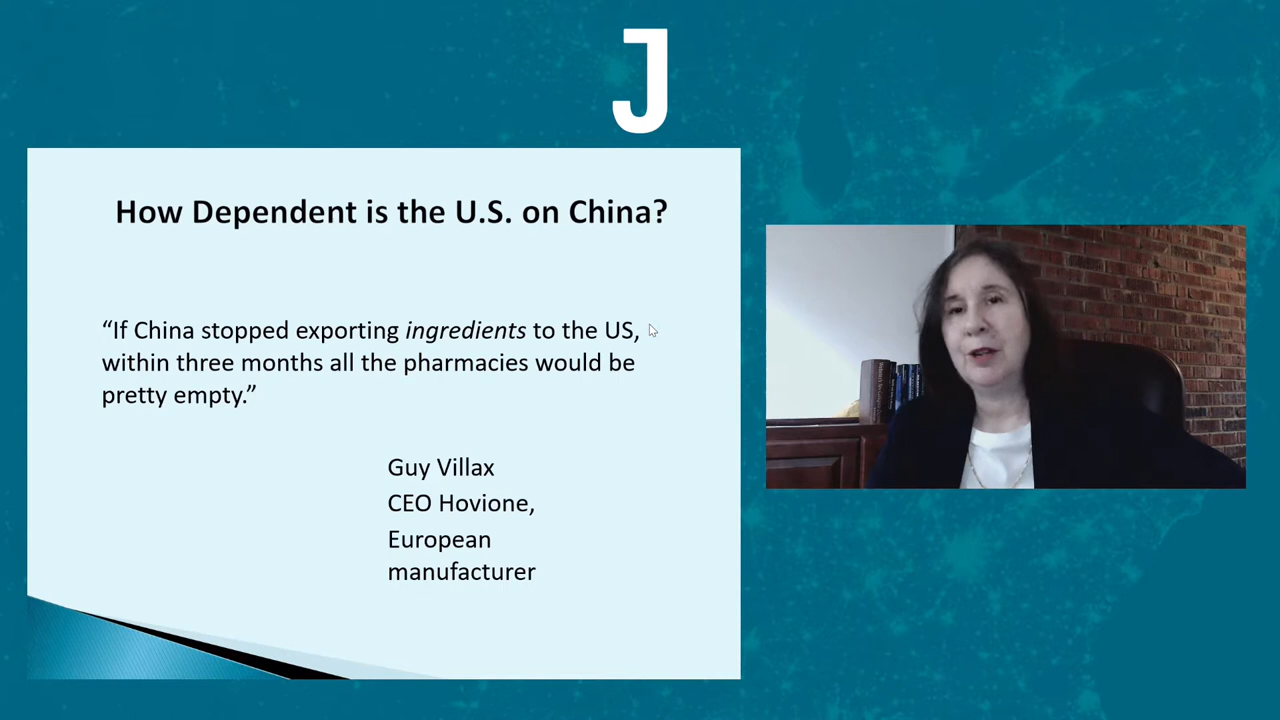 J
How Dependent is the U.S. on China?
“If China stopped exporting ingredients to the US,
within three months all the pharmacies would be
pretty empty.”
Guy Villax
CEO Hovione,
European
manufacturer